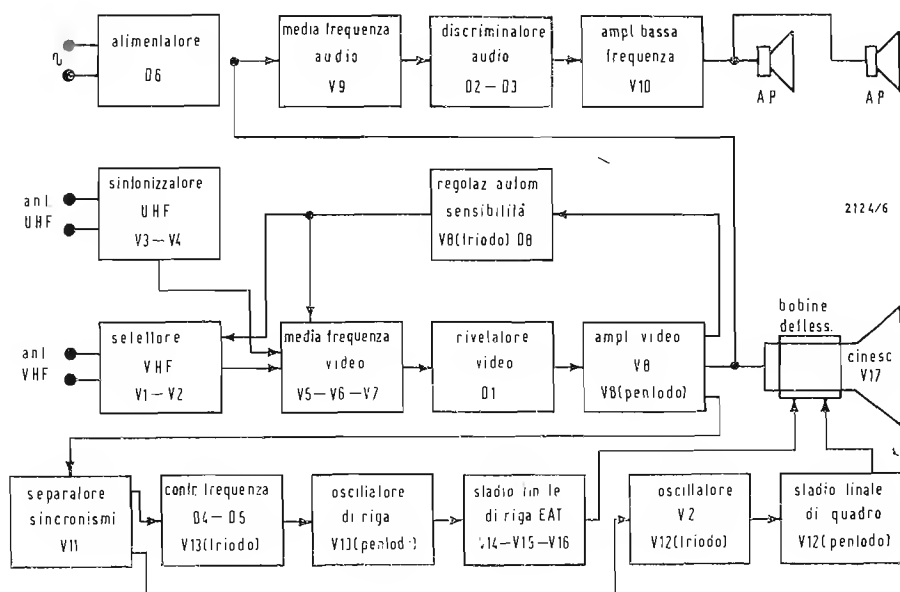 alimentatore
D6
media frequenza
audio
V9
discriminatore
audio
D2 – D3
ampl bassa
frequenza
V10
AP
AP
ant.
UHF
sintonizzatore
UHF
V3 – V4
regolaz autom
sensibilità
V8(triodo) D8
2124/6
ant
VHF
selettore
VHF
V1 – V2
media frequenza
video
V5 – V6 – V7
rivelatore
video
D1
ampl video
V8
V8(pentodo)
bobine
defless.
cinesc
V17
separatore
sincronismi
V11
contr. frequenza
D4 – D5
V13(triodo)
oscillatore
di riga
V13(pentodo)
stadio finale
di riga EAT
V14 – V15 – V16
oscillatore
V2
V12(triodo)
stadio finale
di quadro
V12(pentodo)